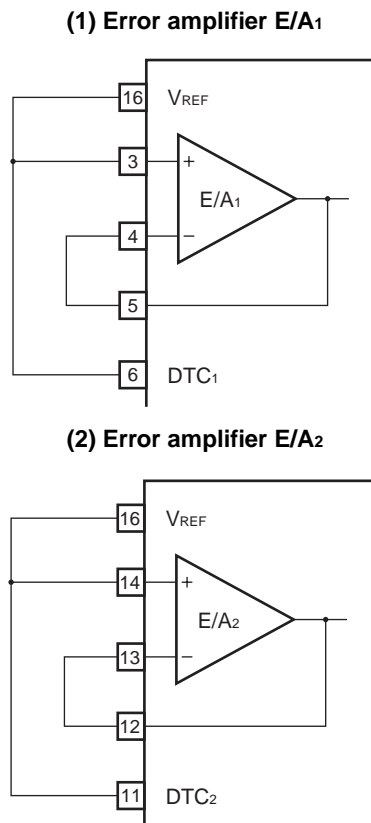 (1) Error amplifier E/A1
16 VREF
3 +
E/A1
4 −
5
6 DTC1
(2) Error amplifier E/A2
16 VREF
14 +
E/A2
13 −
12
11 DTC2